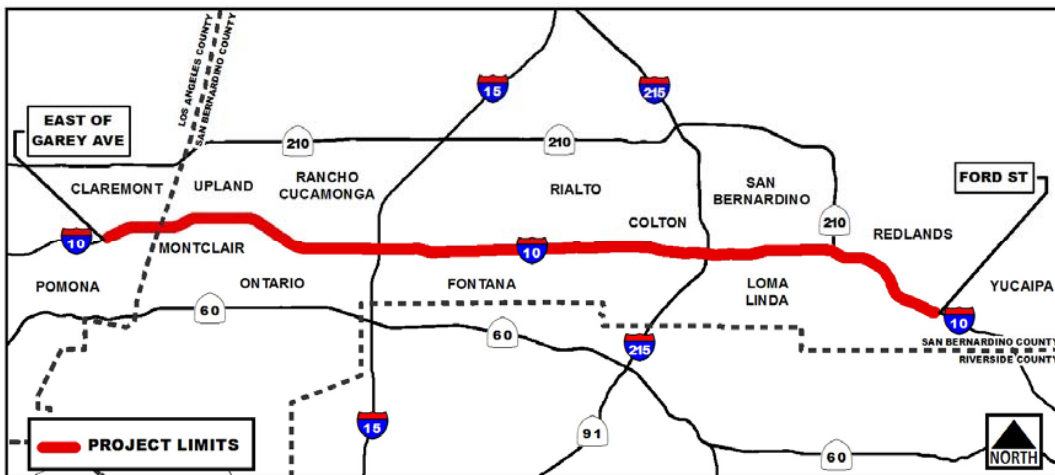 LOS ANGELES COUNTY
SAN BERNARDINO COUNTY
15
215
EAST OF
GAREY AVE
210
210
CLAREMONT
UPLAND
RANCHO
CUCAMONGA
RIALTO
SAN
BERNARDINO
FORD ST
COLTON
210
REDLANDS
10
MONTCLAIR
10
POMONA
ONTARIO
FONTANA
LOMA
LINDA
YUCAIPA
60
60
215
10
SAN BERNARDINO COUNTY
RIVERSIDE COUNTY
PROJECT LIMITS
15
91
60
NORTH